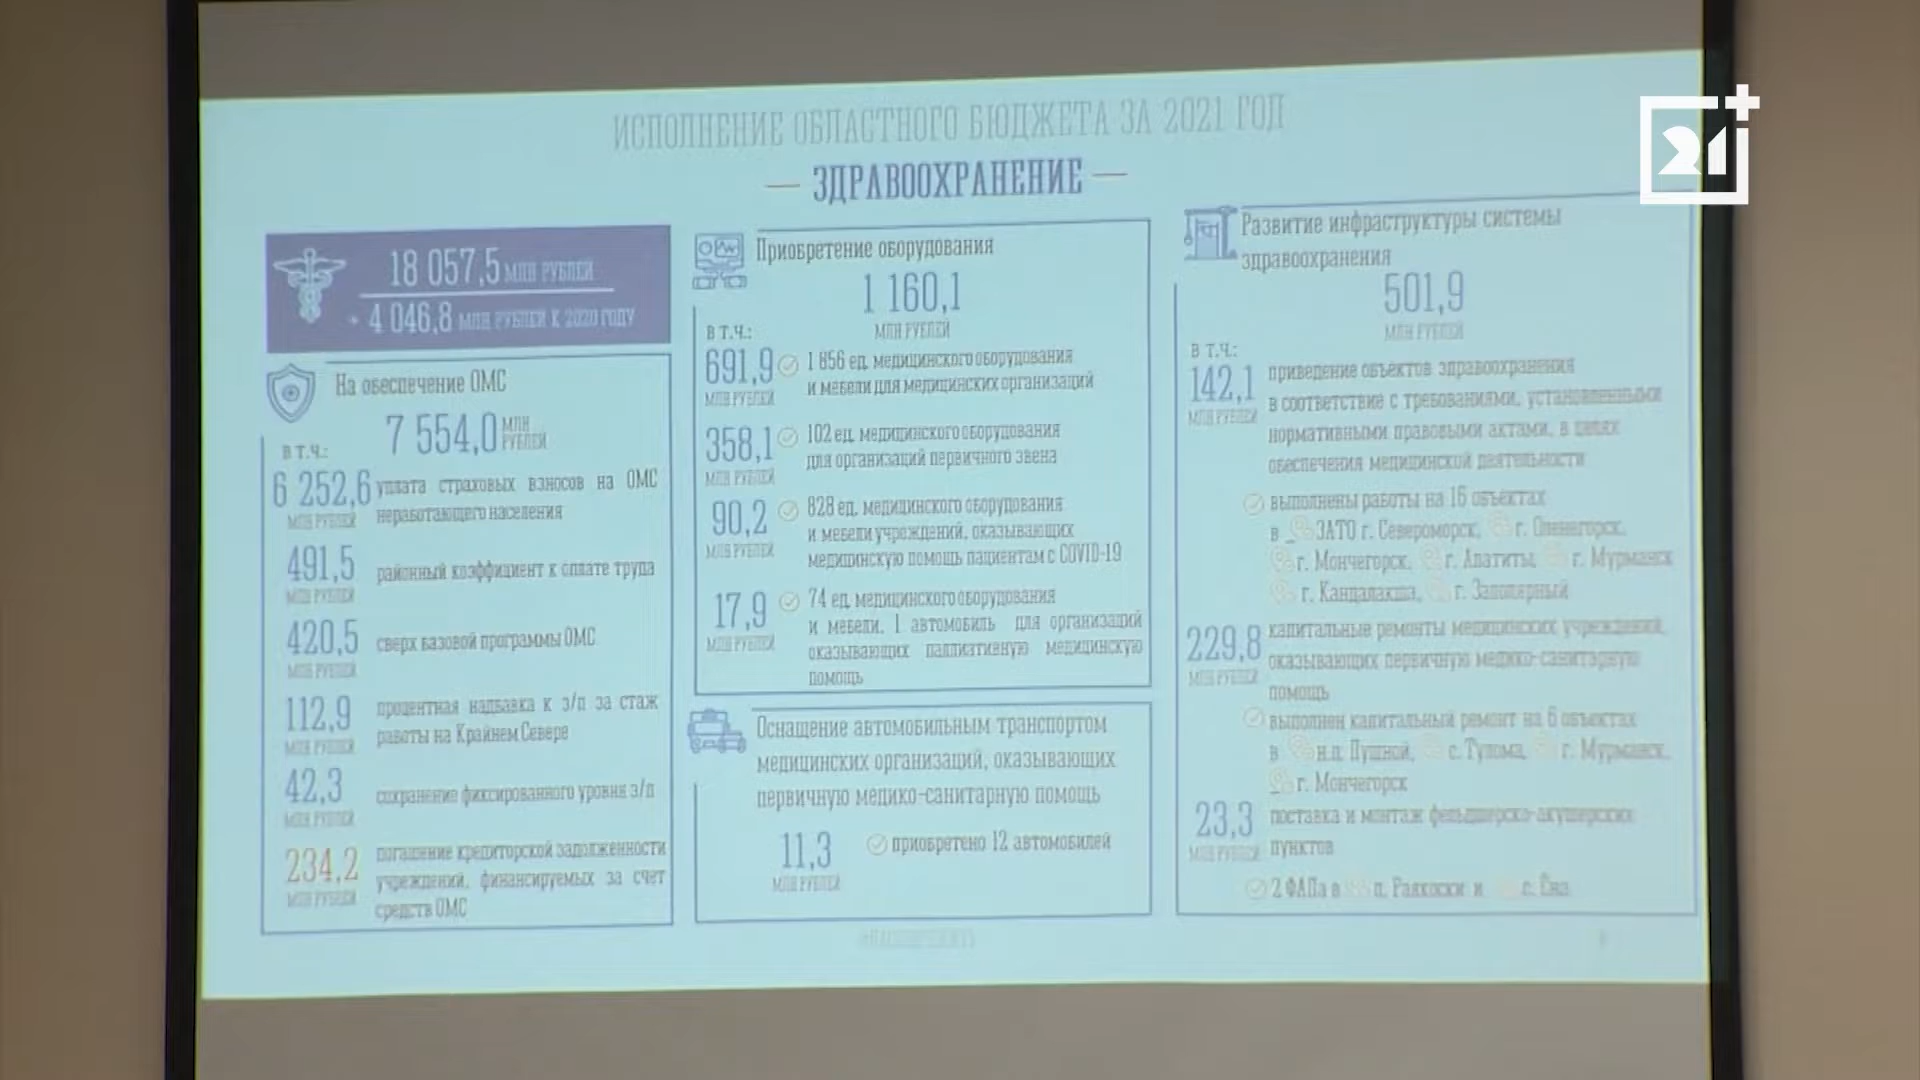 21+
ИСПОЛНЕНИЕ ОБЛАСТНОГО БЮДЖЕТА ЗА 2021 ГОД
ЗДРАВООХРАНЕНИЕ
18 057,5 МЛН РУБЛЕЙ
+ 4 046,8 МЛН РУБЛЕЙ К 2020 ГОДУ
На обеспечение ОМС
7 554,0 МЛН РУБЛЕЙ
В Т.Ч.:
6 252,6 уплата страховых взносов на ОМС
МЛН РУБЛЕЙ неработающего населения
491,5 районный коэффициент к оплате труда
МЛН РУБЛЕЙ
420,5 сверх базовой программы ОМС
МЛН РУБЛЕЙ
112,9 процентная надбавка к з/п за стаж
МЛН РУБЛЕЙ работы на Крайнем Севере
42,3 сохранение фиксированного уровня з/п
МЛН РУБЛЕЙ
234,2 погашение кредиторской задолженности
МЛН РУБЛЕЙ учреждений, финансируемых за счет
средств ОМС
Приобретение оборудования
1 160,1
МЛН РУБЛЕЙ
В Т.Ч.:
691,9 1 856 ед. медицинского оборудования
МЛН РУБЛЕЙ и мебели для медицинских организаций
358,1 102 ед. медицинского оборудования
МЛН РУБЛЕЙ для организаций первичного звена
90,2 828 ед. медицинского оборудования
МЛН РУБЛЕЙ и мебели учреждений, оказывающих
медицинскую помощь пациентам с COVID-19
17,9 74 ед. медицинского оборудования
МЛН РУБЛЕЙ и мебели, 1 автомобиль для организаций
оказывающих паллиативную медицинскую
помощь
Оснащение автомобильным транспортом
медицинских организаций, оказывающих
первичную медико-санитарную помощь
11,3 приобретено 12 автомобилей
МЛН РУБЛЕЙ
Развитие инфраструктуры системы
здравоохранения
501,9
МЛН РУБЛЕЙ
В Т.Ч.:
142,1 приведение объектов здравоохранения
МЛН РУБЛЕЙ в соответствие с требованиями, установленными
нормативными правовыми актами, в целях
обеспечения медицинской деятельности
выполнены работы на 16 объектах
в ЗАТО г. Североморск, г. Оленегорск,
г. Мончегорск, г. Апатиты, г. Мурманск
г. Кандалакша, г. Заполярный
229,8 капитальные ремонты медицинских учреждений,
МЛН РУБЛЕЙ оказывающих первичную медико-санитарную
помощь
выполнен капитальный ремонт на 6 объектах
в н.п. Пушной, с. Тулома, г. Мурманск,
г. Мончегорск
23,3 поставка и монтаж фельдшерско-акушерских
МЛН РУБЛЕЙ пунктов
2 ФАПа в п. Раякоски и с. Ёна